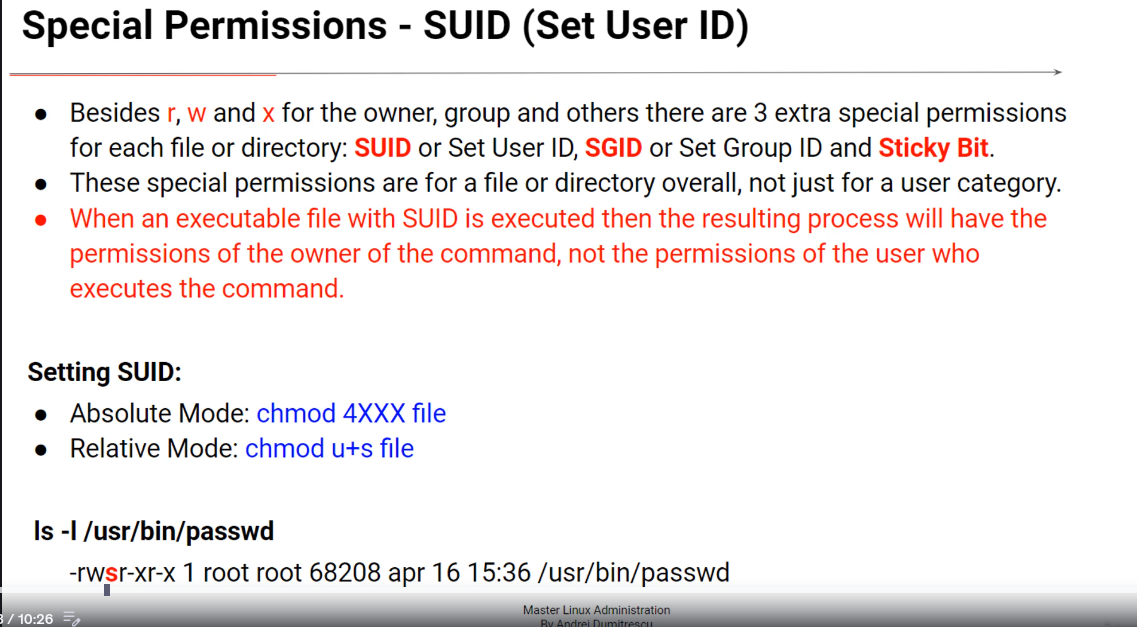 Special Permissions - SUID (Set User ID)
● Besides r, w and x for the owner, group and others there are 3 extra special permissions
for each file or directory: SUID or Set User ID, SGID or Set Group ID and Sticky Bit.
● These special permissions are for a file or directory overall, not just for a user category.
● When an executable file with SUID is executed then the resulting process will have the
permissions of the owner of the command, not the permissions of the user who
executes the command.
Setting SUID:
● Absolute Mode: chmod 4XXX file
● Relative Mode: chmod u+s file
ls -l /usr/bin/passwd
-rwsr-xr-x 1 root root 68208 apr 16 15:36 /usr/bin/passwd
/ 10:26
Master Linux Administration
By Andrei Dumitrescu